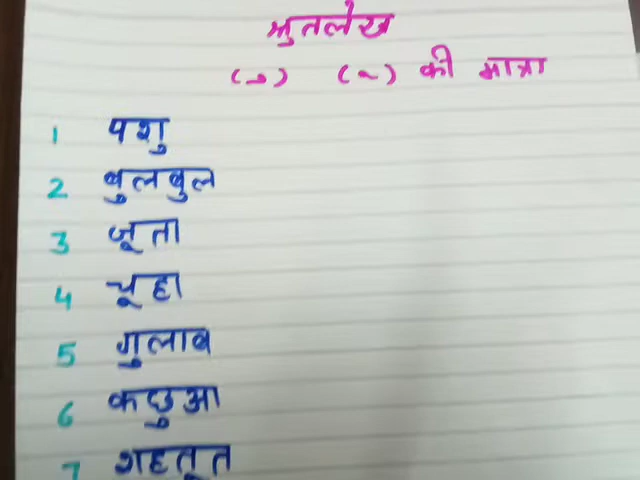 श्रुतलेख
(ु) (ू) की मात्रा
1 पशु
2 बुलबुल
3 जूता
4 चूहा
5 गुलाब
6 कछुआ
7 शहतूत